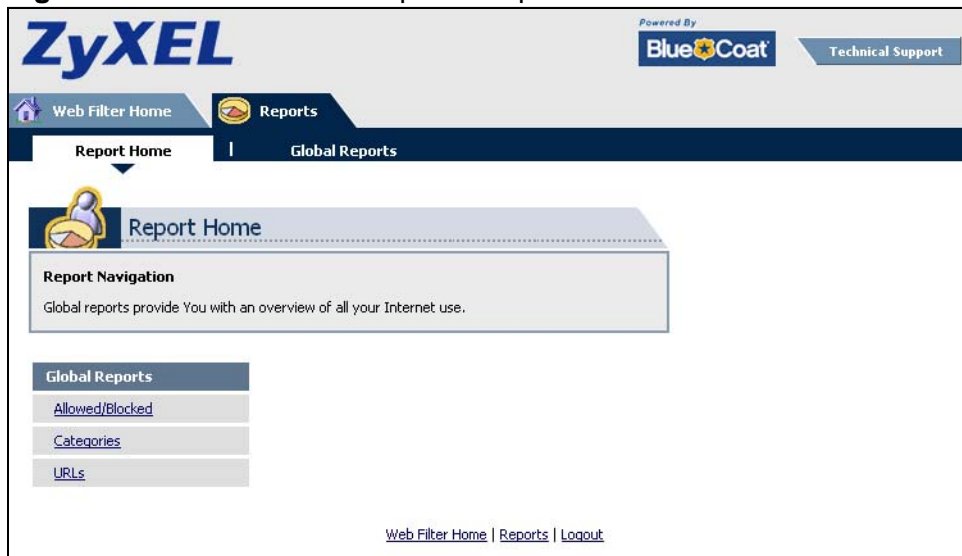 ZyXEL
Powered By
Blue Coat
Technical Support
Web Filter Home
Reports
Report Home | Global Reports
Report Home
Report Navigation
Global reports provide You with an overview of all your Internet use.
Global Reports
Allowed/Blocked
Categories
URLs
Web Filter Home | Reports | Logout